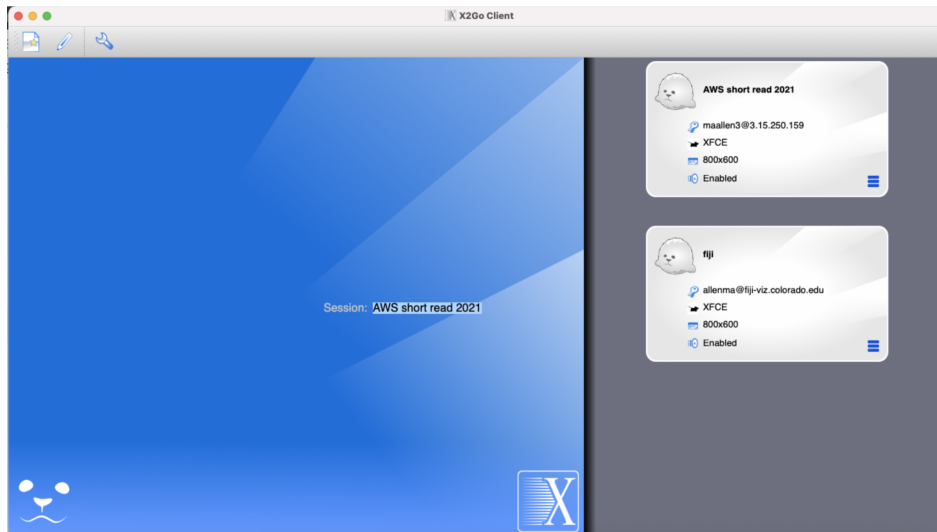 X2Go Client
Session: AWS short read 2021
AWS short read 2021
maallen3@3.15.250.159
XFCE
800x600
Enabled
fiji
allenma@fiji-viz.colorado.edu
XFCE
800x600
Enabled